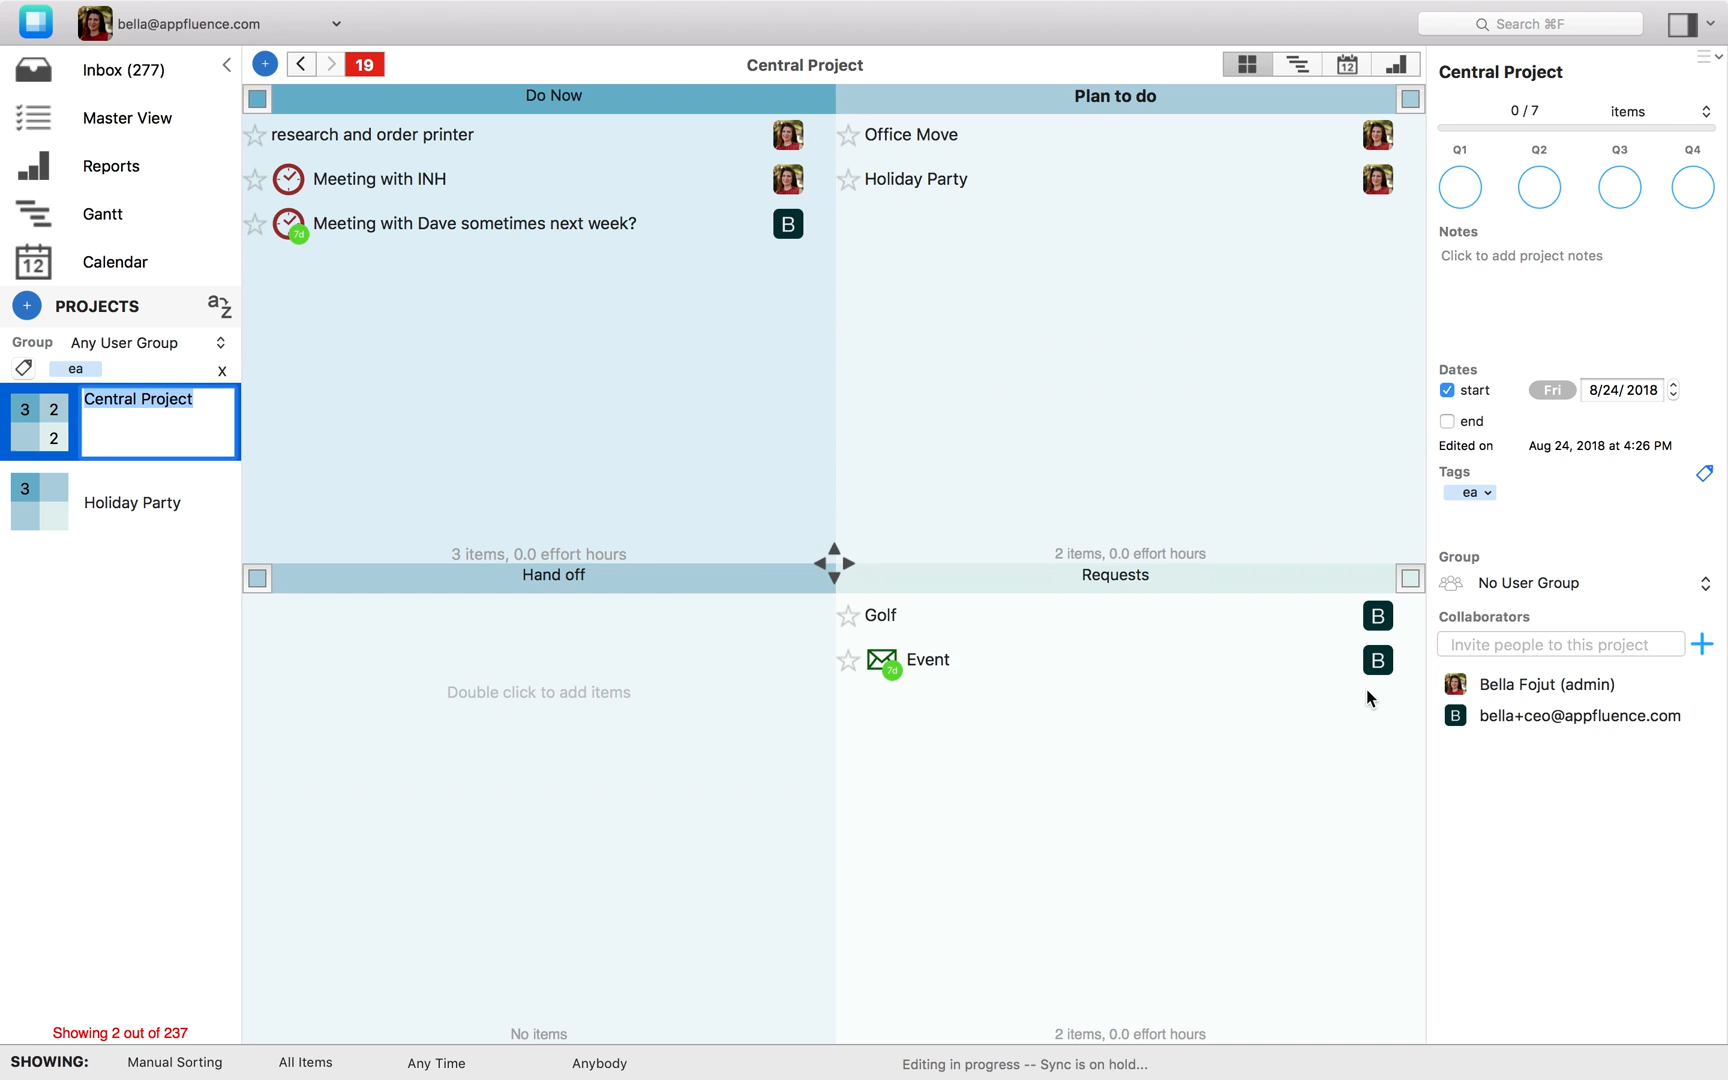 bella@appfluence.com
Search ⌘F
Inbox (277)
Master View
Reports
Gantt
12
Calendar
PROJECTS
a z
Group Any User Group
ea x
3 2
2
Central Project
3
Holiday Party
Showing 2 out of 237
19
Central Project
12
Do Now
research and order printer
Meeting with INH
7d Meeting with Dave sometimes next week? B
3 items, 0.0 effort hours
Plan to do
Office Move
Holiday Party
2 items, 0.0 effort hours
Hand off
Double click to add items
No items
Requests
Golf B
7d Event B
2 items, 0.0 effort hours
Central Project
0 / 7 items
Q1 Q2 Q3 Q4
Notes
Click to add project notes
Dates
start Fri 8/24/ 2018
end
Edited on Aug 24, 2018 at 4:26 PM
Tags
ea
Group
No User Group
Collaborators
Invite people to this project
Bella Fojut (admin)
B bella+ceo@appfluence.com
SHOWING: Manual Sorting All Items Any Time Anybody Editing in progress -- Sync is on hold...